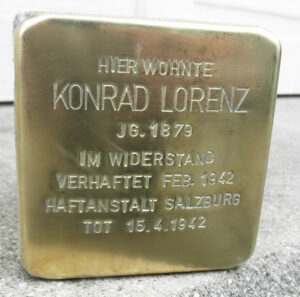 HIER WOHNTE
KONRAD LORENZ
JG. 1879
IM WIDERSTAND
VERHAFTET FEB. 1942
HAFTANSTALT SALZBURG
TOT 15.4.1942